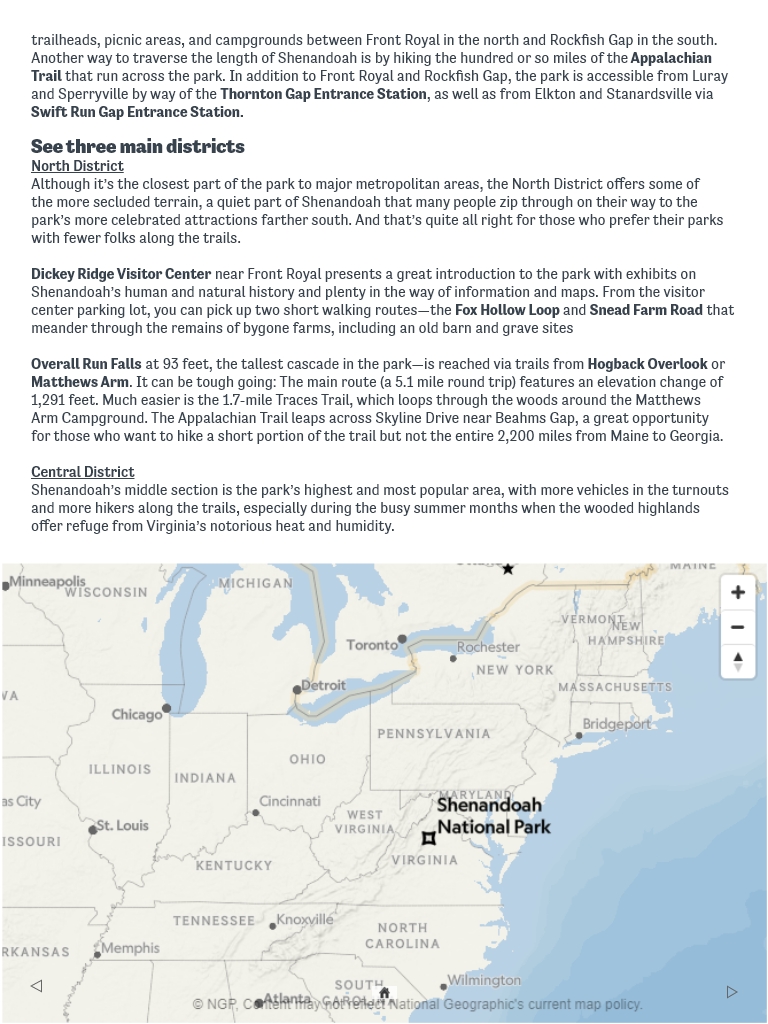 trailheads, picnic areas, and campgrounds between Front Royal in the north and Rockfish Gap in the south.
Another way to traverse the length of Shenandoah is by hiking the hundred or so miles of the Appalachian
Trail that run across the park. In addition to Front Royal and Rockfish Gap, the park is accessible from Luray
and Sperryville by way of the Thornton Gap Entrance Station, as well as from Elkton and Stanardsville via
Swift Run Gap Entrance Station.
See three main districts
North District
Although it’s the closest part of the park to major metropolitan areas, the North District offers some of
the more secluded terrain, a quiet part of Shenandoah that many people zip through on their way to the
park’s more celebrated attractions farther south. And that’s quite all right for those who prefer their parks
with fewer folks along the trails.
Dickey Ridge Visitor Center near Front Royal presents a great introduction to the park with exhibits on
Shenandoah’s human and natural history and plenty in the way of information and maps. From the visitor
center parking lot, you can pick up two short walking routes—the Fox Hollow Loop and Snead Farm Road that
meander through the remains of bygone farms, including an old barn and grave sites
Overall Run Falls at 93 feet, the tallest cascade in the park—is reached via trails from Hogback Overlook or
Matthews Arm. It can be tough going: The main route (a 5.1 mile round trip) features an elevation change of
1,291 feet. Much easier is the 1.7-mile Traces Trail, which loops through the woods around the Matthews
Arm Campground. The Appalachian Trail leaps across Skyline Drive near Beahms Gap, a great opportunity
for those who want to hike a short portion of the trail but not the entire 2,200 miles from Maine to Georgia.
Central District
Shenandoah’s middle section is the park’s highest and most popular area, with more vehicles in the turnouts
and more hikers along the trails, especially during the busy summer months when the wooded highlands
offer refuge from Virginia’s notorious heat and humidity.
MAINE
Minneapolis
WISCONSIN
MICHIGAN
VERMONT
NEW
HAMPSHIRE
Toronto
Rochester
NEW YORK
MASSACHUSETTS
Detroit
WA
Chicago
Bridgeport
PENNSYLVANIA
OHIO
ILLINOIS
INDIANA
as City
Cincinnati
MARYLAND
Shenandoah
National Park
WEST
VIRGINIA
St. Louis
ISSOURI
VIRGINIA
KENTUCKY
TENNESSEE
Knoxville
NORTH
CAROLINA
RKANSAS
Memphis
Wilmington
SOUTH
CAROLINA
Atlanta
© NGP, Content may not reflect National Geographic's current map policy.